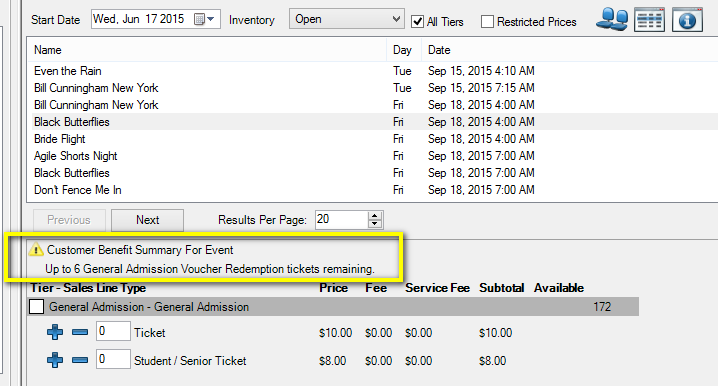 Start Date Wed, Jun 17 2015 Inventory Open All Tiers Restricted Prices
Name Day Date
Even the Rain Tue Sep 15, 2015 4:10 AM
Bill Cunningham New York Tue Sep 15, 2015 7:15 AM
Bill Cunningham New York Fri Sep 18, 2015 4:00 AM
Black Butterflies Fri Sep 18, 2015 4:00 AM
Bride Flight Fri Sep 18, 2015 4:00 AM
Agile Shorts Night Fri Sep 18, 2015 7:00 AM
Black Butterflies Fri Sep 18, 2015 7:00 AM
Don't Fence Me In Fri Sep 18, 2015 7:00 AM
Previous Next Results Per Page: 20
Customer Benefit Summary For Event
Up to 6 General Admission Voucher Redemption tickets remaining.
Tier - Sales Line Type Price Fee Service Fee Subtotal Available
General Admission - General Admission 172
0 Ticket $10.00 $0.00 $0.00 $10.00
0 Student / Senior Ticket $8.00 $0.00 $0.00 $8.00